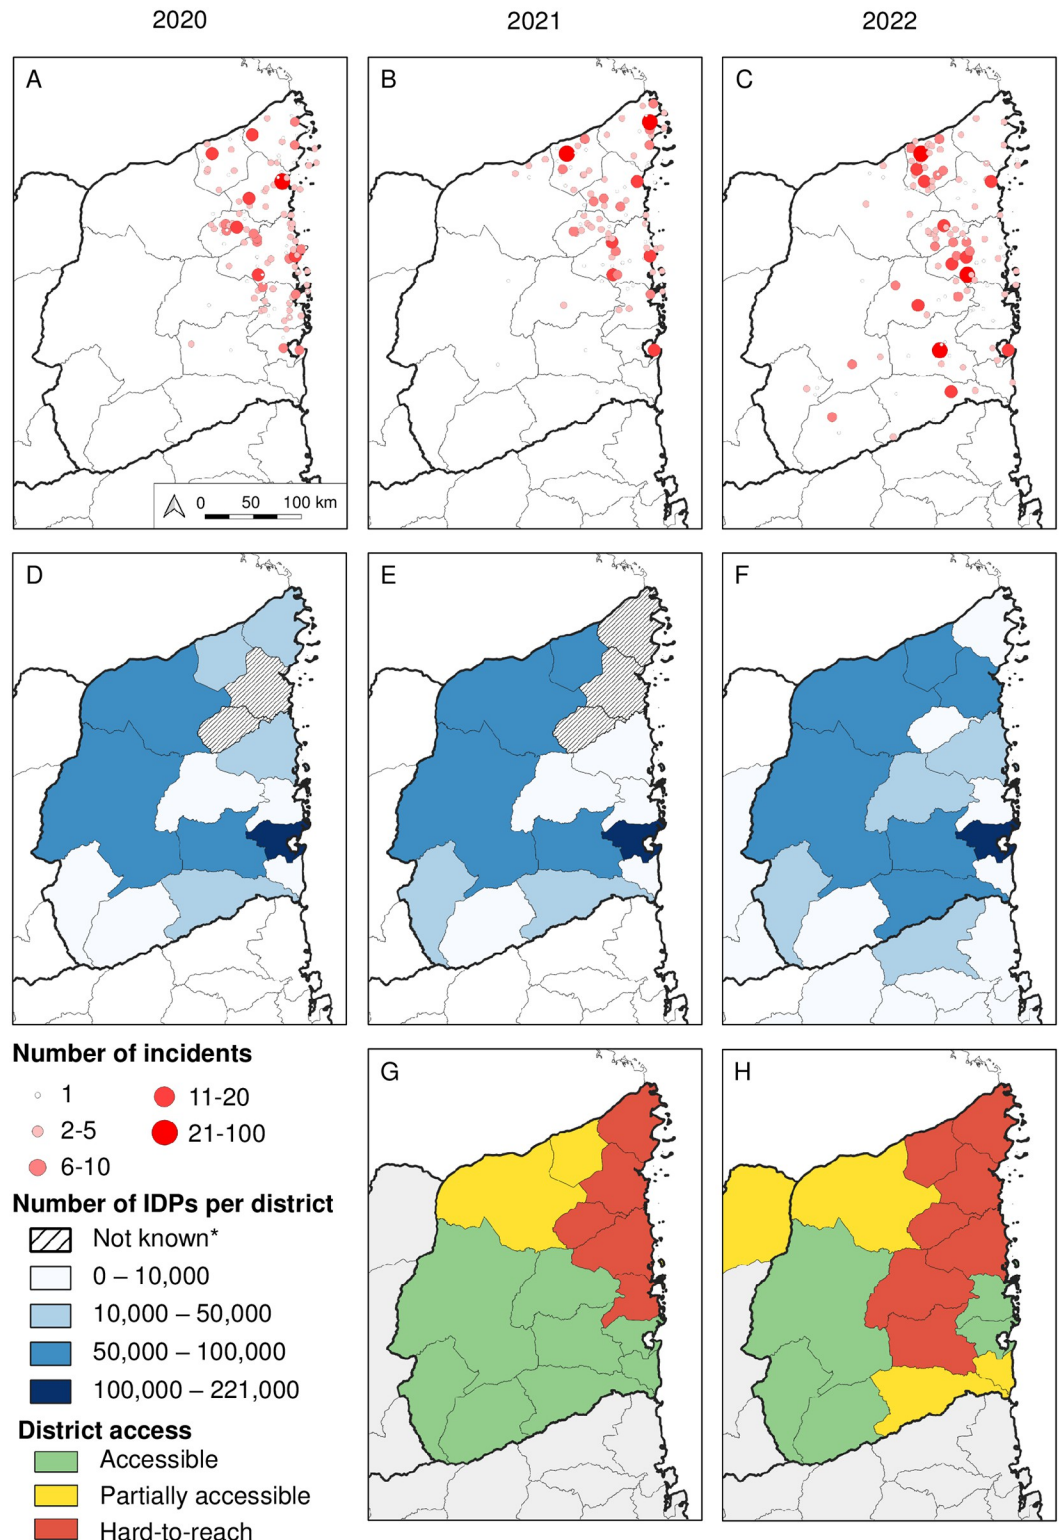 2020 2021 2022
A B C
0 50 100 km
D E F
Number of incidents
1 11-20
2-5 21-100
6-10
Number of IDPs per district
Not known*
0 – 10,000
10,000 – 50,000
50,000 – 100,000
100,000 – 221,000
District access
Accessible
Partially accessible
Hard-to-reach
G H